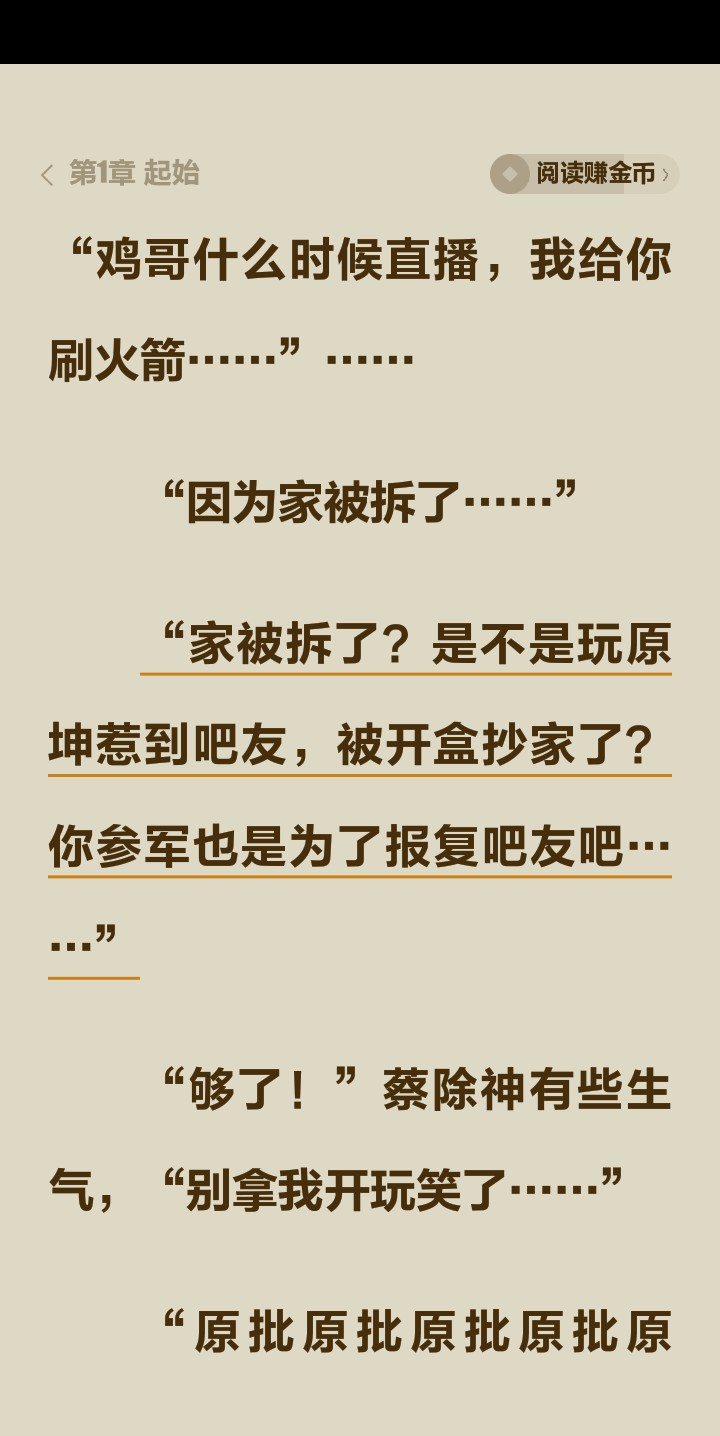 第1章 起始
阅读赚金币
“鸡哥什么时候直播，我给你
刷火箭……”……
“因为家被拆了……”
“家被拆了？是不是玩原
坤惹到吧友，被开盒抄家了？
你参军也是为了报复吧友吧…
…”
“够了！”蔡除神有些生
气，“别拿我开玩笑了……”
“原批原批原批原批原